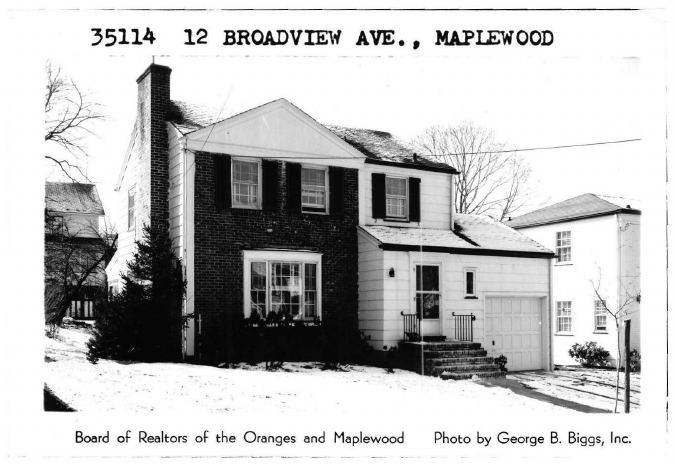 35114 12 BROADVIEW AVE., MAPLEWOOD
Board of Realtors of the Oranges and Maplewood Photo by George B. Biggs, Inc.